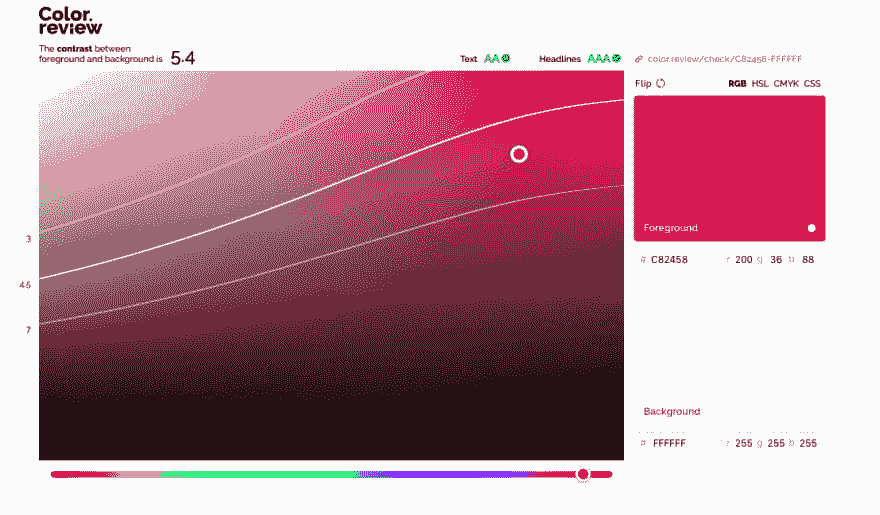 Color.
review
The contrast between
foreground and background is 5.4
Text AA
Headlines AAA
color.review/check/C82458-FFFFFF
Flip
RGB HSL CMYK CSS
Foreground
# C82458 r 200 g 36 b 88
3
4.5
7
Background
# FFFFFF r 255 g 255 b 255